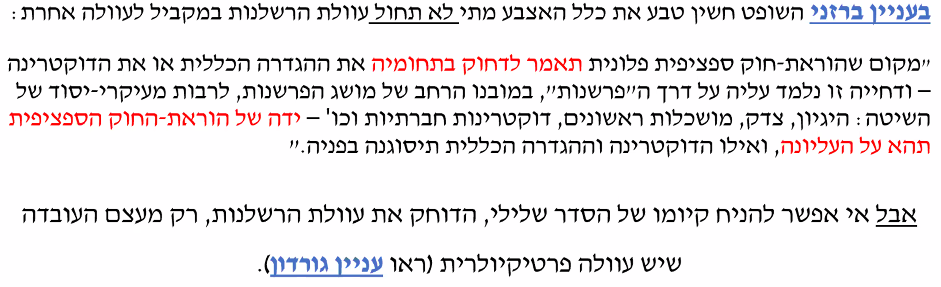 בעניין ברזני השופט חשין טבע את כלל האצבע מתי לא תחול עוולת הרשלנות במקביל לעוולה אחרת:
״מקום שהוראת-חוק ספציפית פלונית תאמר לדחוק בתחומיה את ההגדרה הכללית או את הדוקטרינה
– ודחייה זו נלמד עליה על דרך ה״פרשנות״, במובנו הרחב של מושג הפרשנות, לרבות מעיקרי-יסוד של
השיטה: היגיון, צדק, מושכלות ראשונים, דוקטרינות חברתיות וכו' – ידה של הוראת-החוק הספציפית
תהא על העליונה, ואילו הדוקטרינה וההגדרה הכללית תיסוגנה בפניה.״
אבל אי אפשר להניח קיומו של הסדר שלילי, הדוחק את עוולת הרשלנות, רק מעצם העובדה
שיש עוולה פרטיקיולרית (ראו עניין גורדון).